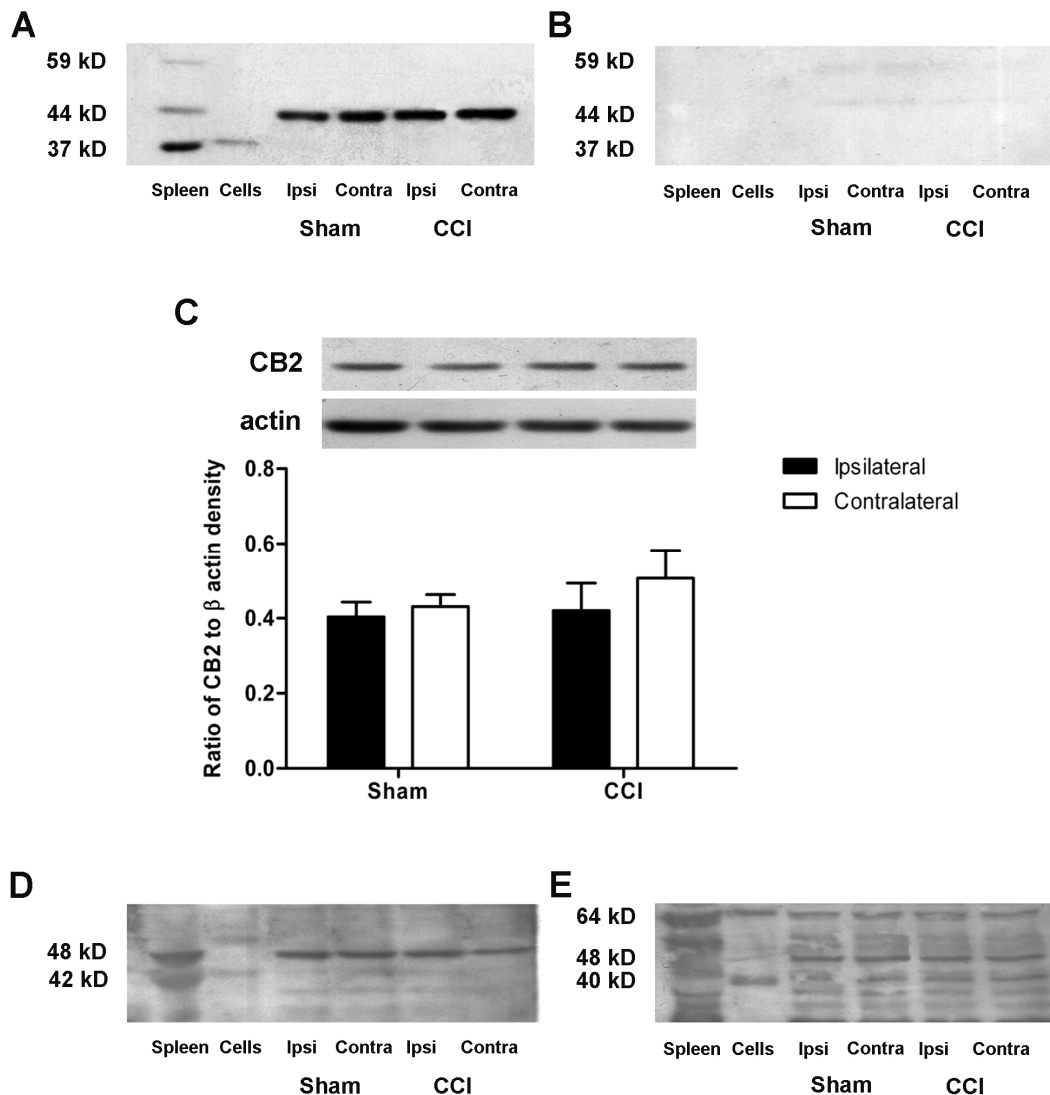 A
59 kD
44 kD
37 kD
Spleen Cells Ipsi Contra Ipsi Contra
Sham CCI
B
59 kD
44 kD
37 kD
Spleen Cells Ipsi Contra Ipsi Contra
Sham CCI
C
CB2
actin
Ratio of CB2 to β actin density
0.8
0.6
0.4
0.2
0.0
Sham CCI
Ipsilateral
Contralateral
D
48 kD
42 kD
Spleen Cells Ipsi Contra Ipsi Contra
Sham CCI
E
64 kD
48 kD
40 kD
Spleen Cells Ipsi Contra Ipsi Contra
Sham CCI